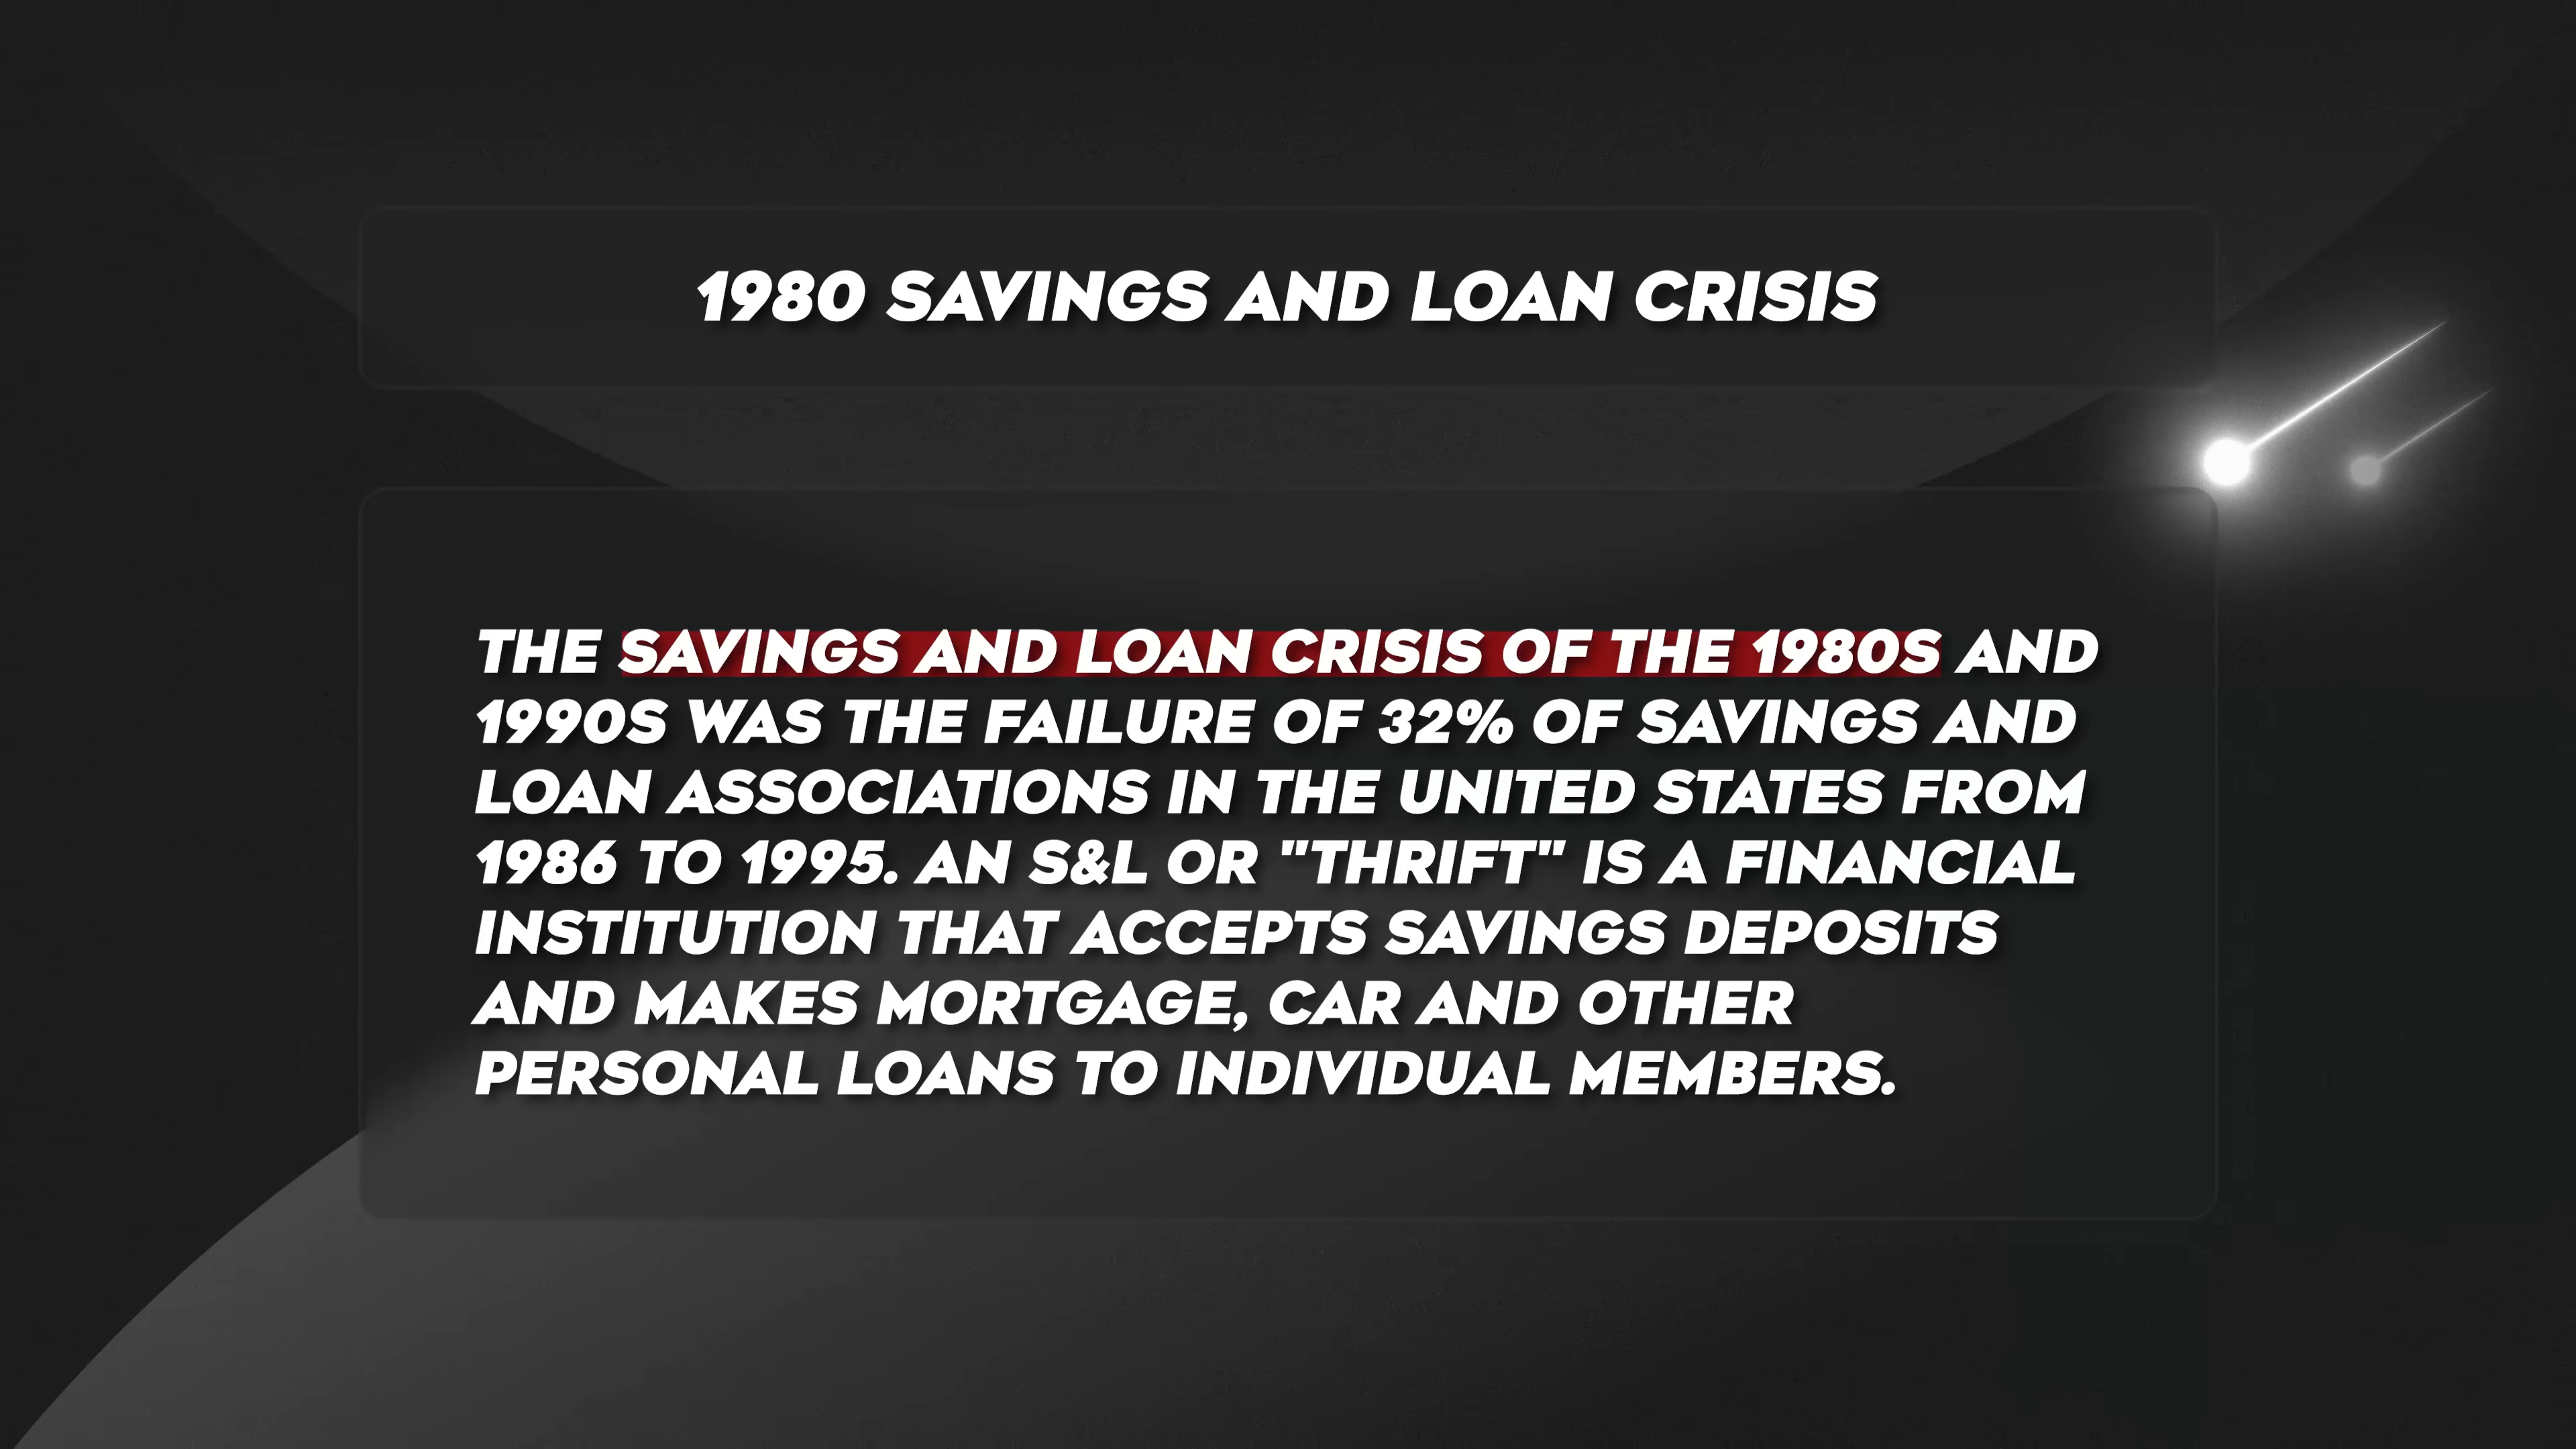 1980 SAVINGS AND LOAN CRISIS
THE SAVINGS AND LOAN CRISIS OF THE 1980S AND
1990S WAS THE FAILURE OF 32% OF SAVINGS AND
LOAN ASSOCIATIONS IN THE UNITED STATES FROM
1986 TO 1995. AN S&L OR "THRIFT" IS A FINANCIAL
INSTITUTION THAT ACCEPTS SAVINGS DEPOSITS
AND MAKES MORTGAGE, CAR AND OTHER
PERSONAL LOANS TO INDIVIDUAL MEMBERS.